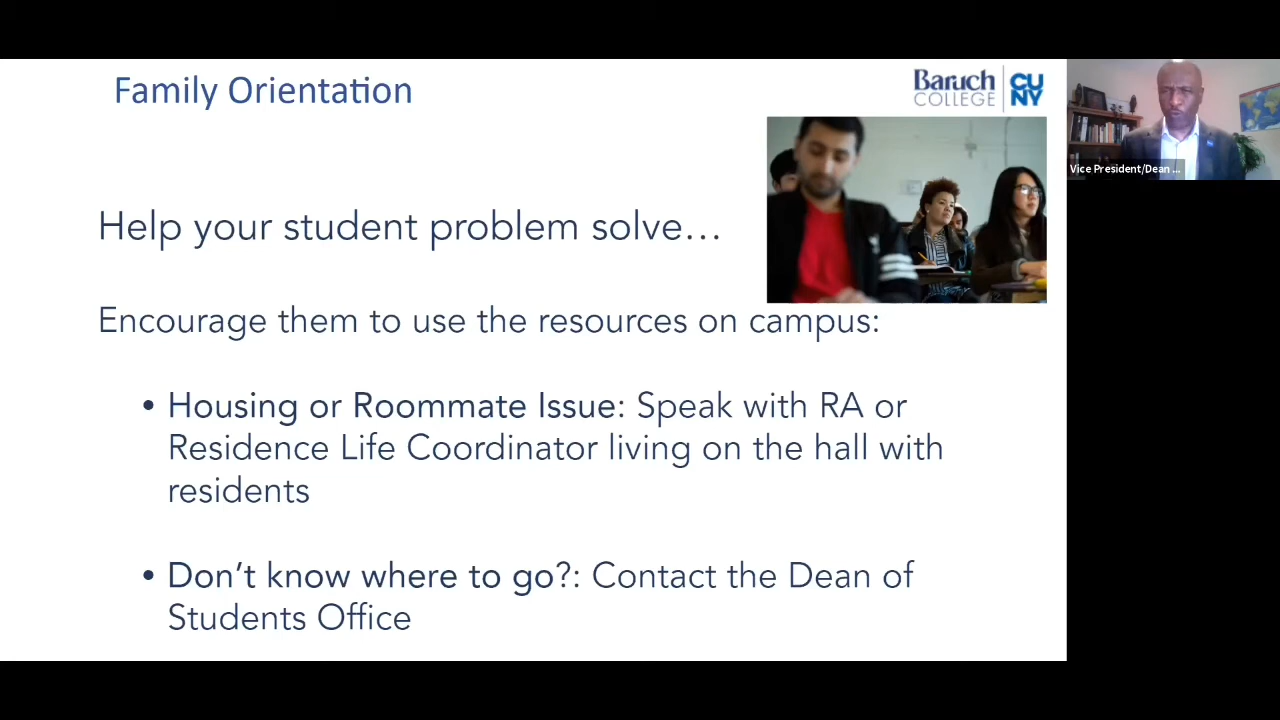 Family Orientation
Baruch
COLLEGE
CU
NY
Vice President/Dean ...
Help your student problem solve…
Encourage them to use the resources on campus:
• Housing or Roommate Issue: Speak with RA or
Residence Life Coordinator living on the hall with
residents
• Don’t know where to go?: Contact the Dean of
Students Office